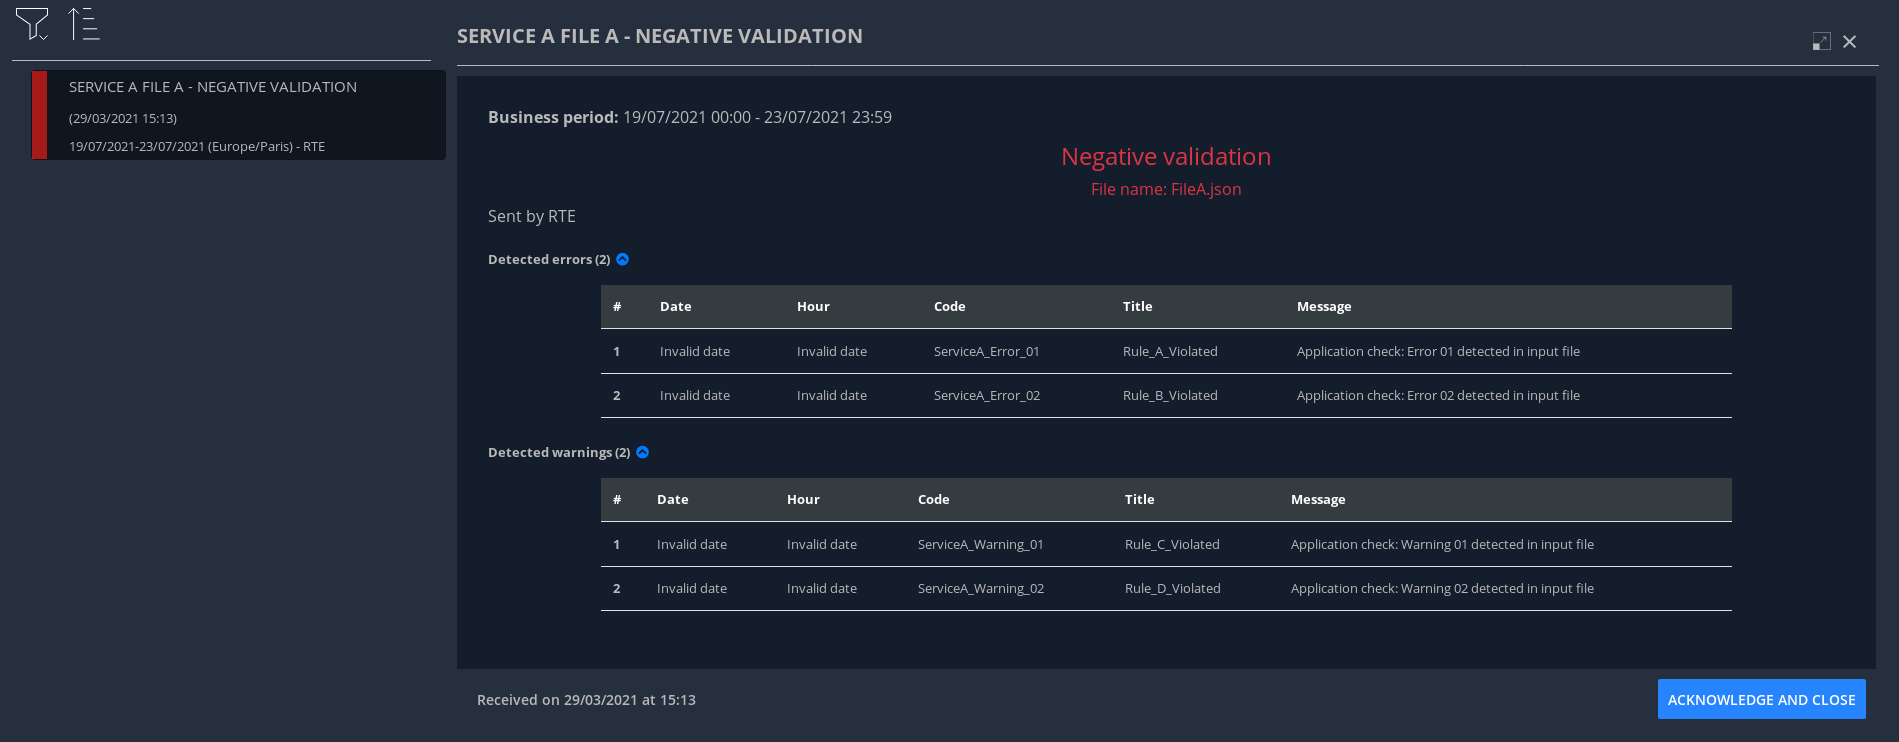 SERVICE A FILE A - NEGATIVE VALIDATION
(29/03/2021 15:13)
19/07/2021-23/07/2021 (Europe/Paris) - RTE
SERVICE A FILE A - NEGATIVE VALIDATION
Business period: 19/07/2021 00:00 - 23/07/2021 23:59
Negative validation
File name: FileA.json
Sent by RTE
Detected errors (2)
# Date Hour Code Title Message
1 Invalid date Invalid date ServiceA_Error_01 Rule_A_Violated Application check: Error 01 detected in input file
2 Invalid date Invalid date ServiceA_Error_02 Rule_B_Violated Application check: Error 02 detected in input file
Detected warnings (2)
# Date Hour Code Title Message
1 Invalid date Invalid date ServiceA_Warning_01 Rule_C_Violated Application check: Warning 01 detected in input file
2 Invalid date Invalid date ServiceA_Warning_02 Rule_D_Violated Application check: Warning 02 detected in input file
Received on 29/03/2021 at 15:13
ACKNOWLEDGE AND CLOSE